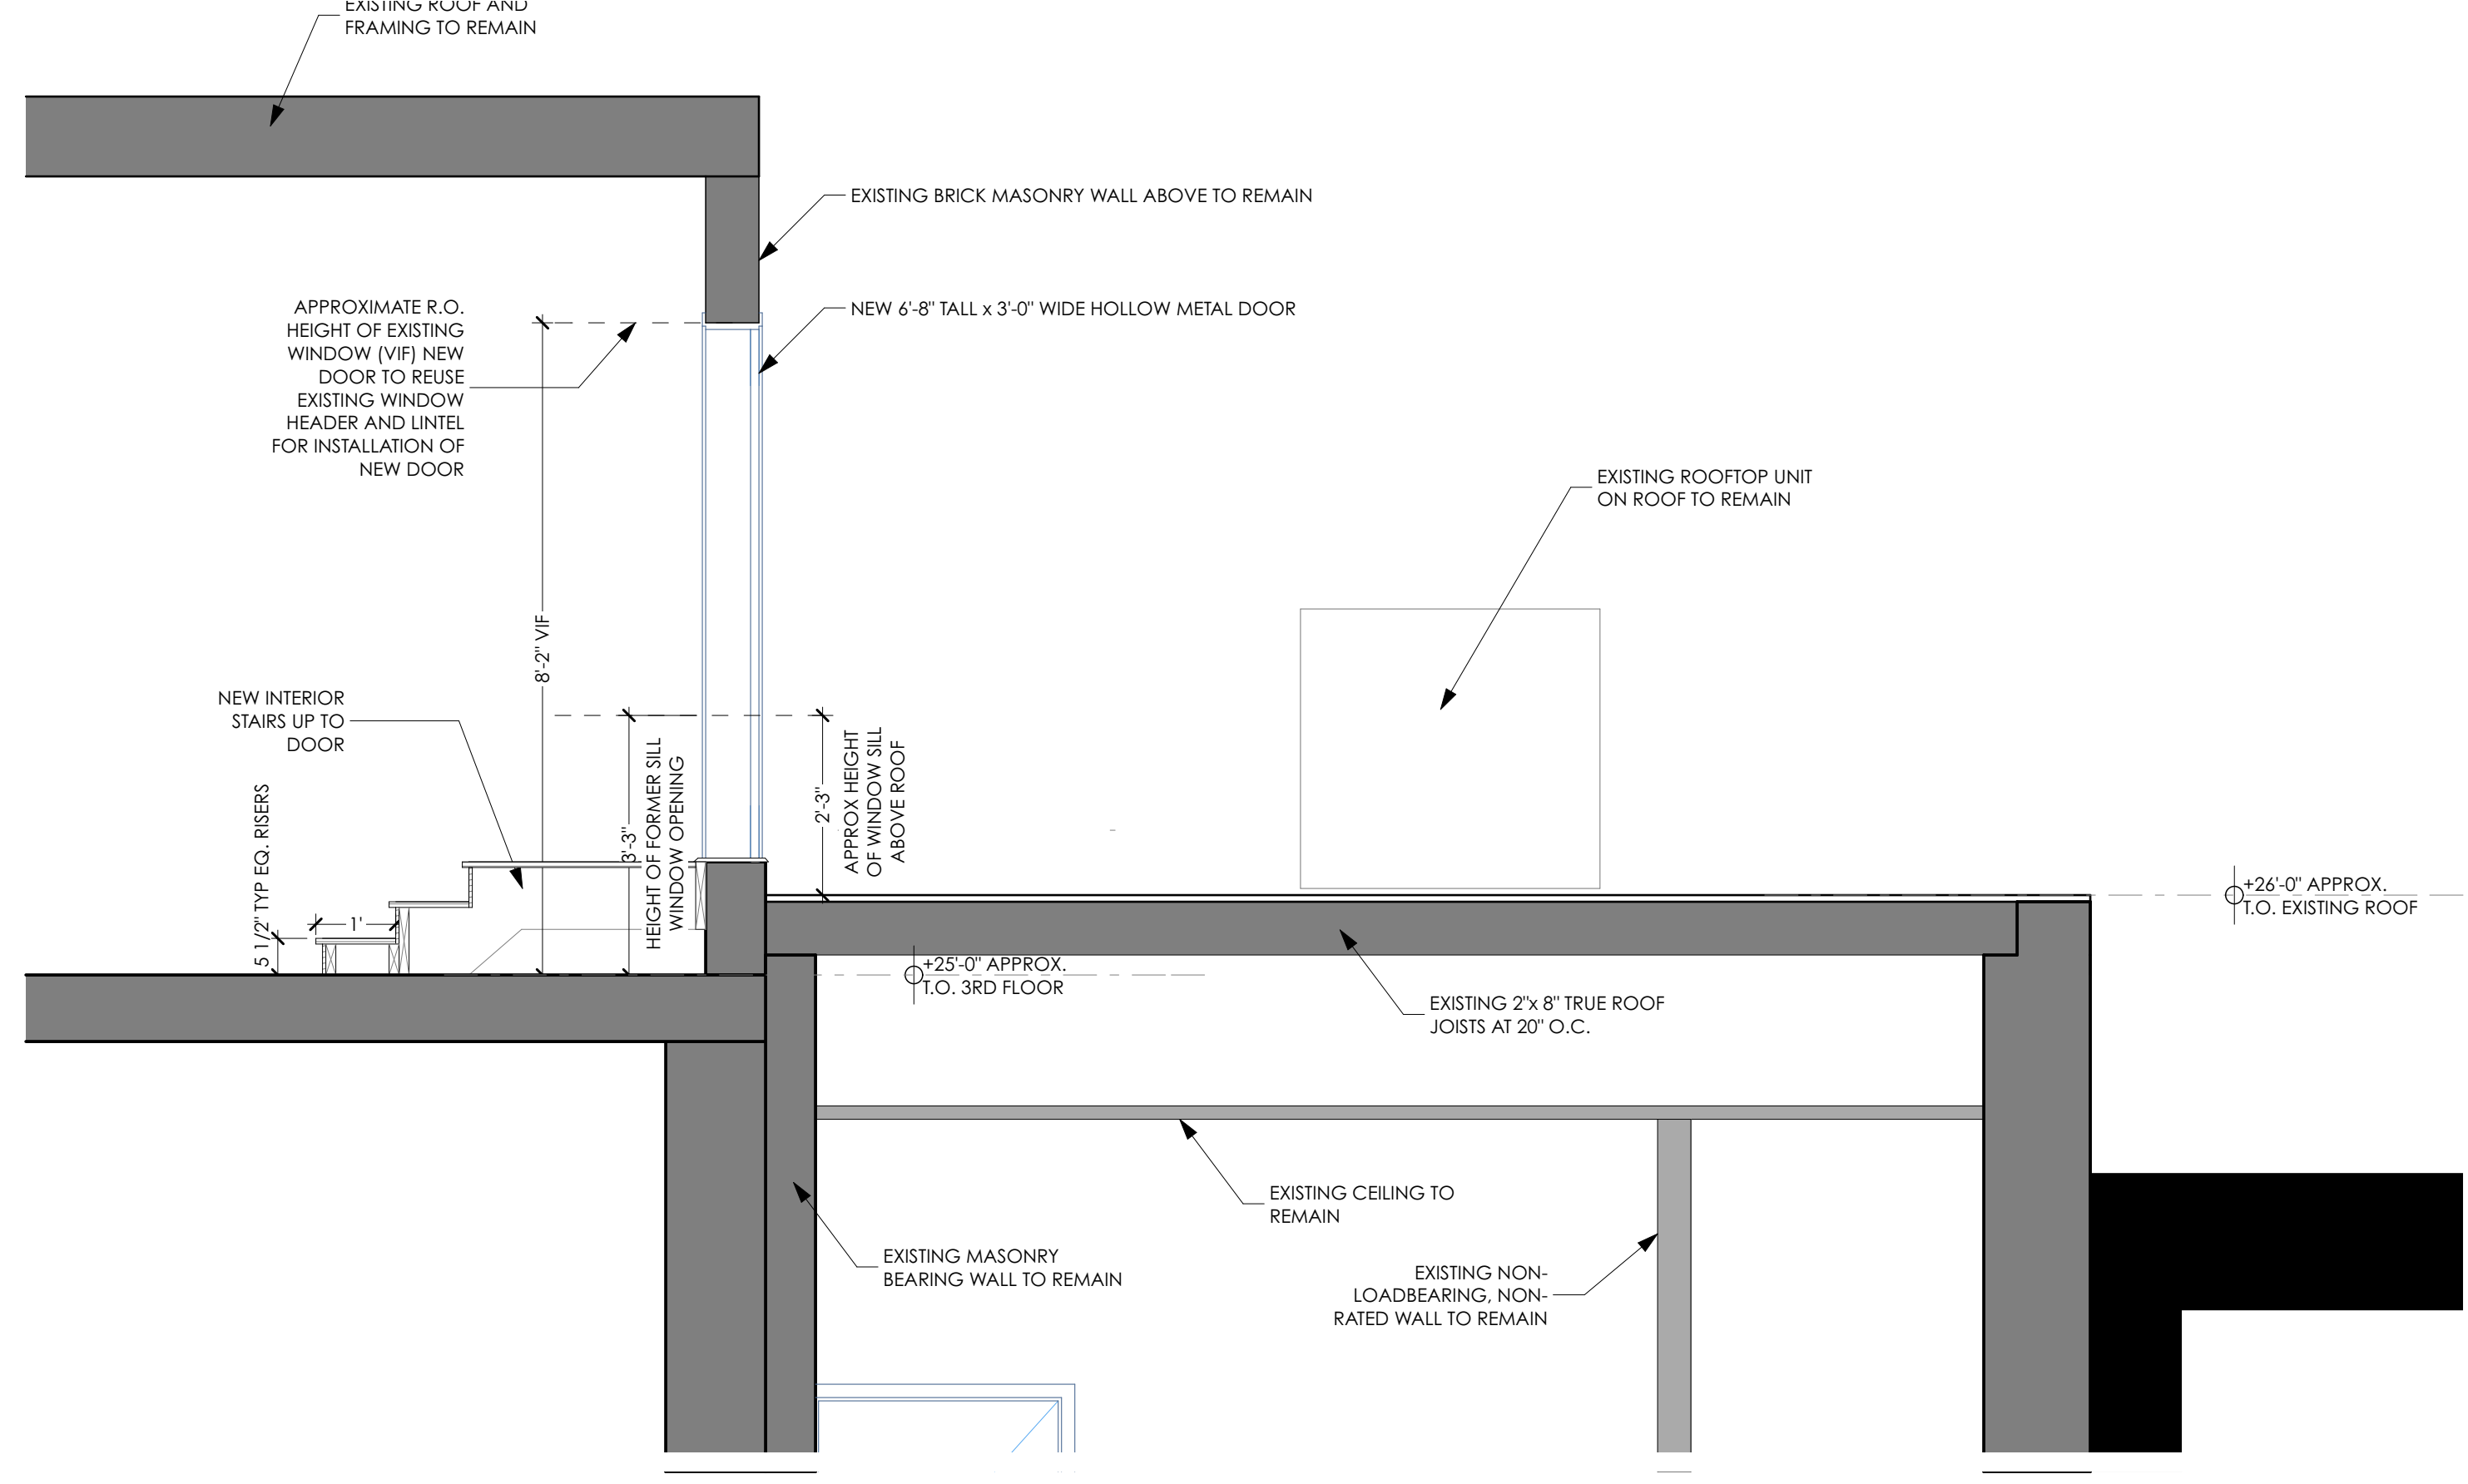 EXISTING ROOF AND
FRAMING TO REMAIN
EXISTING BRICK MASONRY WALL ABOVE TO REMAIN
NEW 6'-8" TALL x 3'-0" WIDE HOLLOW METAL DOOR
APPROXIMATE R.O.
HEIGHT OF EXISTING
WINDOW (VIF) NEW
DOOR TO REUSE
EXISTING WINDOW
HEADER AND LINTEL
FOR INSTALLATION OF
NEW DOOR
EXISTING ROOFTOP UNIT
ON ROOF TO REMAIN
8'-2" VIF
NEW INTERIOR
STAIRS UP TO
DOOR
5 1/2" TYP EQ. RISERS
1'
3'-3"
HEIGHT OF FORMER SILL
WINDOW OPENING
2'-3"
APPROX HEIGHT
OF WINDOW SILL
ABOVE ROOF
+26'-0" APPROX.
T.O. EXISTING ROOF
+25'-0" APPROX.
T.O. 3RD FLOOR
EXISTING 2"x 8" TRUE ROOF
JOISTS AT 20" O.C.
EXISTING CEILING TO
REMAIN
EXISTING MASONRY
BEARING WALL TO REMAIN
EXISTING NON-
LOADBEARING, NON-
RATED WALL TO REMAIN